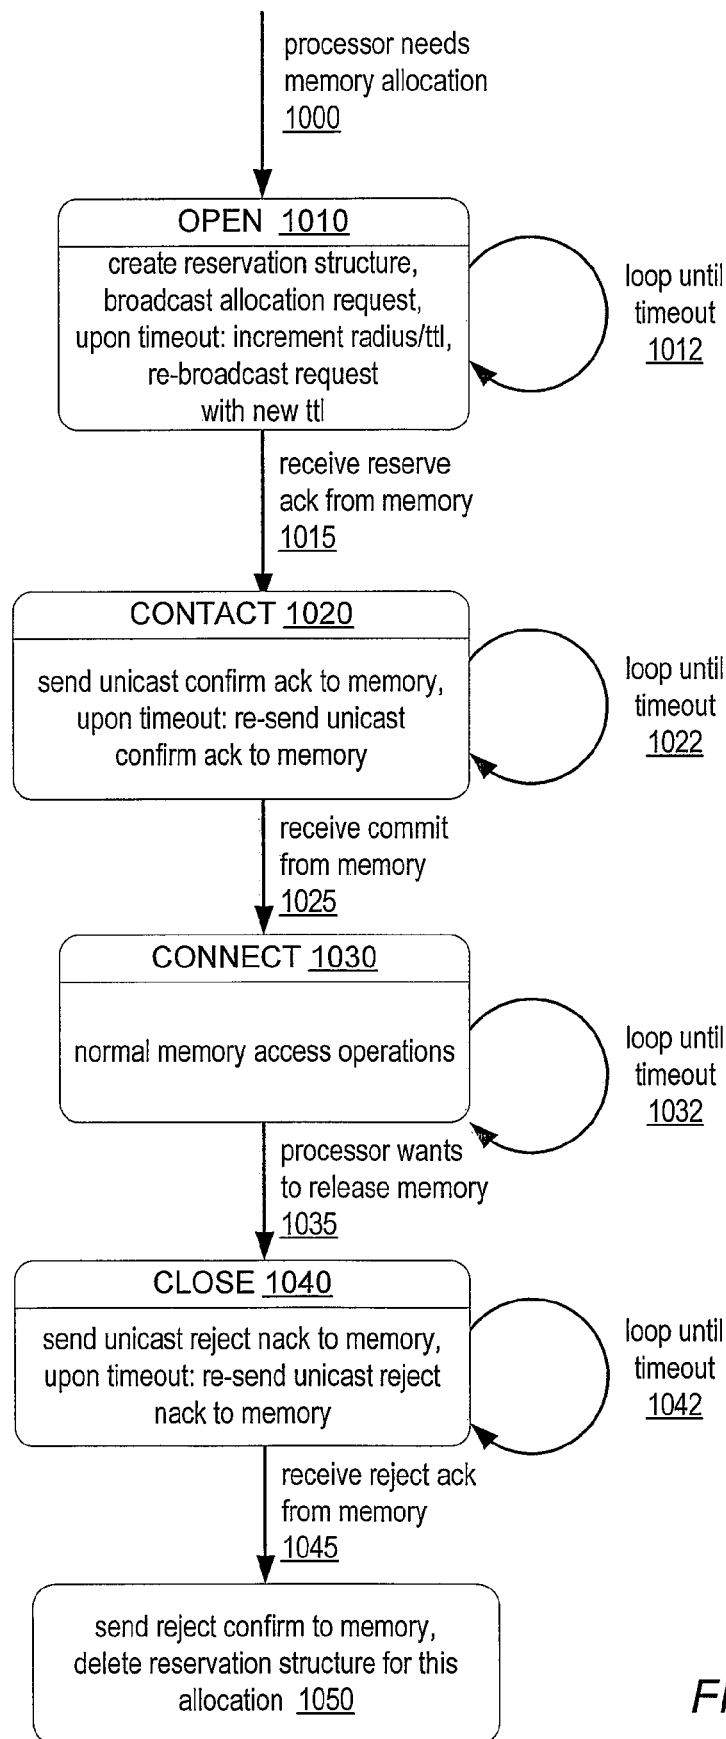 processor needs
memory allocation
1000
OPEN 1010
create reservation structure,
broadcast allocation request,
upon timeout: increment radius/ttl,
re-broadcast request
with new ttl
loop until
timeout
1012
receive reserve
ack from memory
1015
CONTACT 1020
send unicast confirm ack to memory,
upon timeout: re-send unicast
confirm ack to memory
loop until
timeout
1022
receive commit
from memory
1025
CONNECT 1030
normal memory access operations
loop until
timeout
1032
processor wants
to release memory
1035
CLOSE 1040
send unicast reject nack to memory,
upon timeout: re-send unicast reject
nack to memory
loop until
timeout
1042
receive reject ack
from memory
1045
send reject confirm to memory,
delete reservation structure for this
allocation 1050